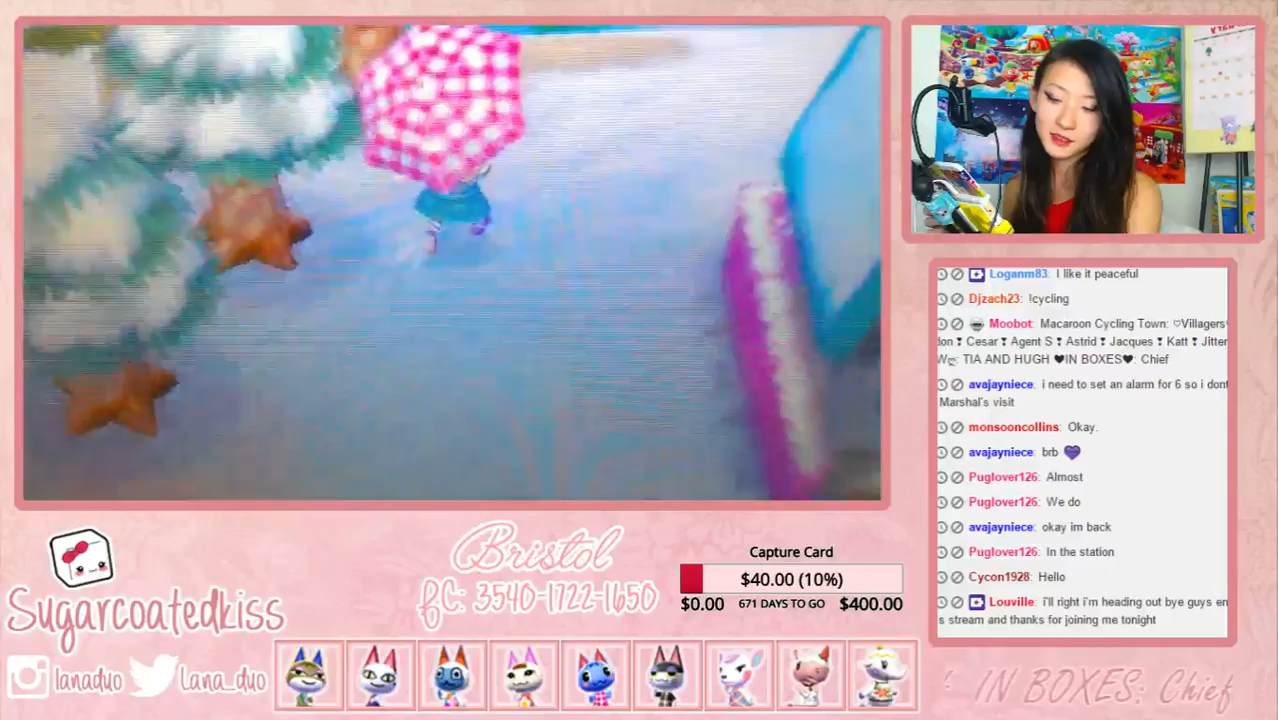 Loganm83: I like it peaceful
Djzach23: !cycling
Moobot: Macaroon Cycling Town: ♡Villagers
don❣ Cesar❣ Agent S❣ Astrid❣ Jacques❣ Katt❣ Jitter
TIA AND HUGH ♥IN BOXES♥: Chief
avajayniece: i need to set an alarm for 6 so i dont
Marshal's visit
monsooncollins: Okay.
avajayniece: brb
Puglover126: Almost
Puglover126: We do
avajayniece: okay im back
Puglover126: In the station
Cycon1928: Hello
Louville: i'll right i'm heading out bye guys en
s stream and thanks for joining me tonight
Bristol
FC: 3540-1722-1650
Capture Card
$40.00 (10%)
$0.00 671 DAYS TO GO $400.00
Sugarcoatedkiss
lanaduo Lana_duo
IN BOXES: Chief